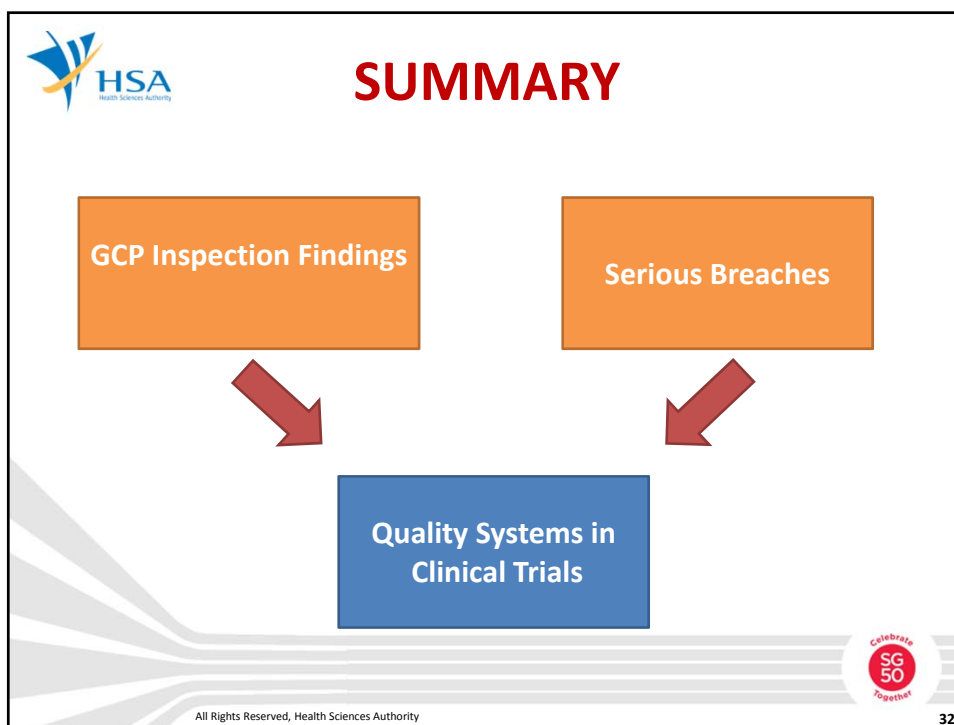 HSA
Health Sciences Authority
SUMMARY
GCP Inspection Findings
Serious Breaches
Quality Systems in
Clinical Trials
Celebrate
SG
50
Together
All Rights Reserved, Health Sciences Authority
32